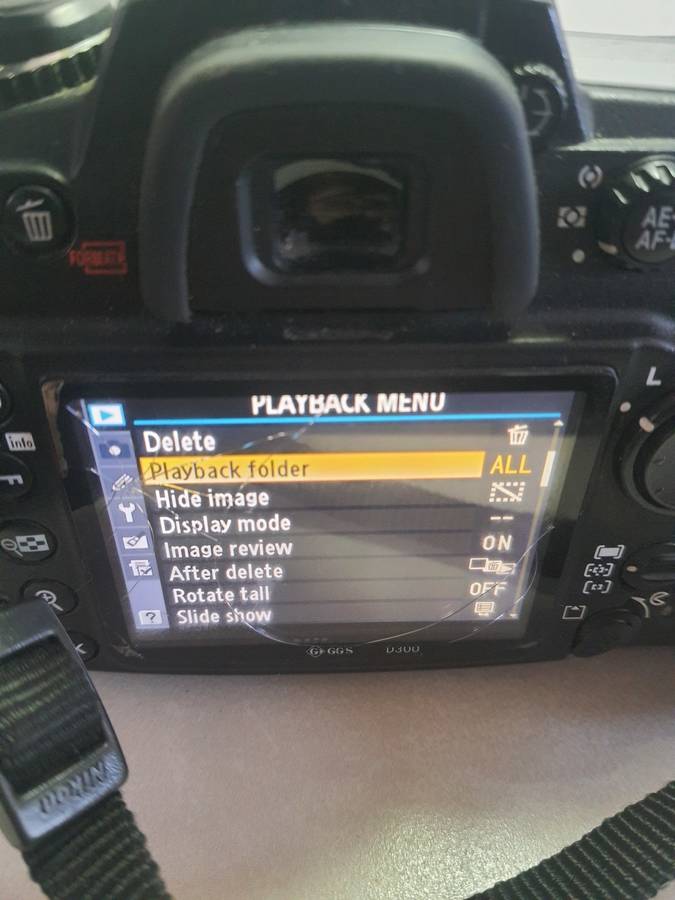 FORMAT
AE-
AF-L
PLAYBACK MENU
Delete
Playback folder ALL
Hide image
Display mode --
Image review ON
After delete
Rotate tall OFF
Slide show
?
info
F
L
C
K
G GGS D300
Nikon